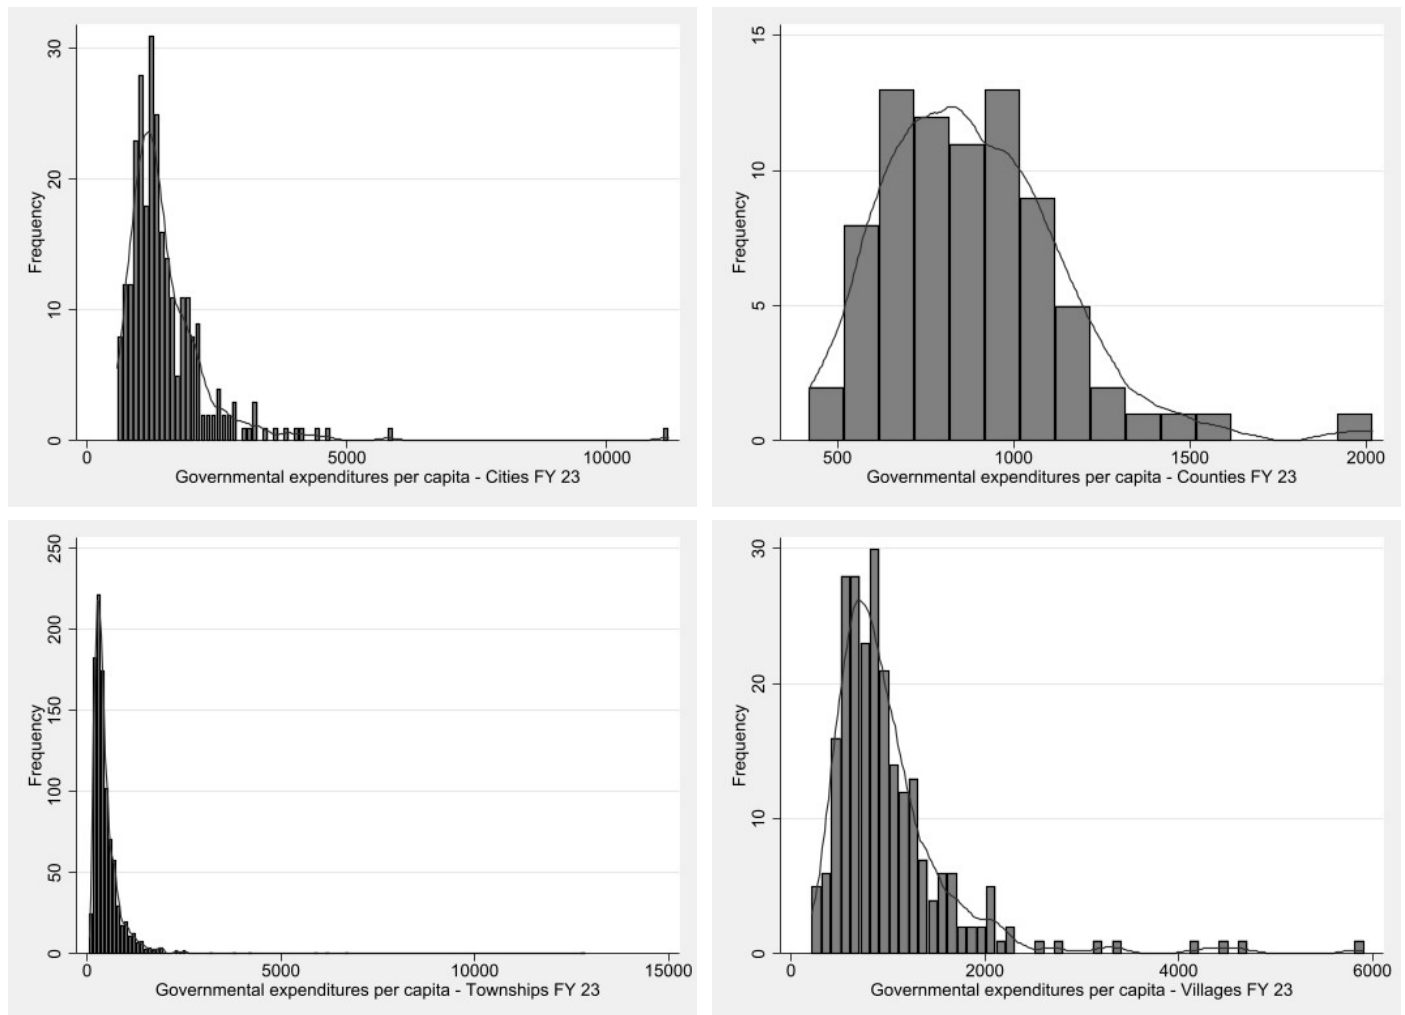 30
20
10
0
Frequency
0 5000 10000
Governmental expenditures per capita - Cities FY 23
15
10
5
0
Frequency
500 1000 1500 2000
Governmental expenditures per capita - Counties FY 23
250
200
150
100
50
0
Frequency
0 5000 10000 15000
Governmental expenditures per capita - Townships FY 23
30
20
10
0
Frequency
0 2000 4000 6000
Governmental expenditures per capita - Villages FY 23